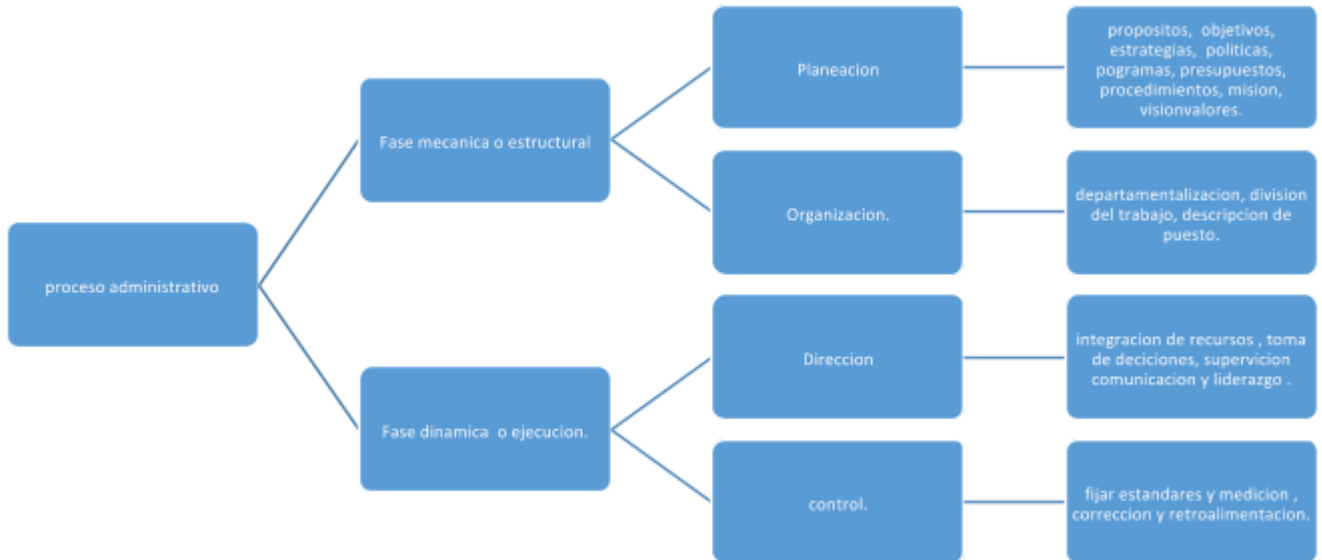 proceso administrativo
Fase mecanica o estructural
Planeacion
propositos, objetivos,
estrategias, politicas,
pogramas, presupuestos,
procedimientos, mision,
visionvalores.
Organizacion.
departamentalizacion, division
del trabajo, descripcion de
puesto.
Fase dinamica o ejecucion.
Direccion
integracion de recursos , toma
de deciciones, supervicion
comunicacion y liderazgo .
control.
fijar estandares y medicion ,
correccion y retroalimentacion.